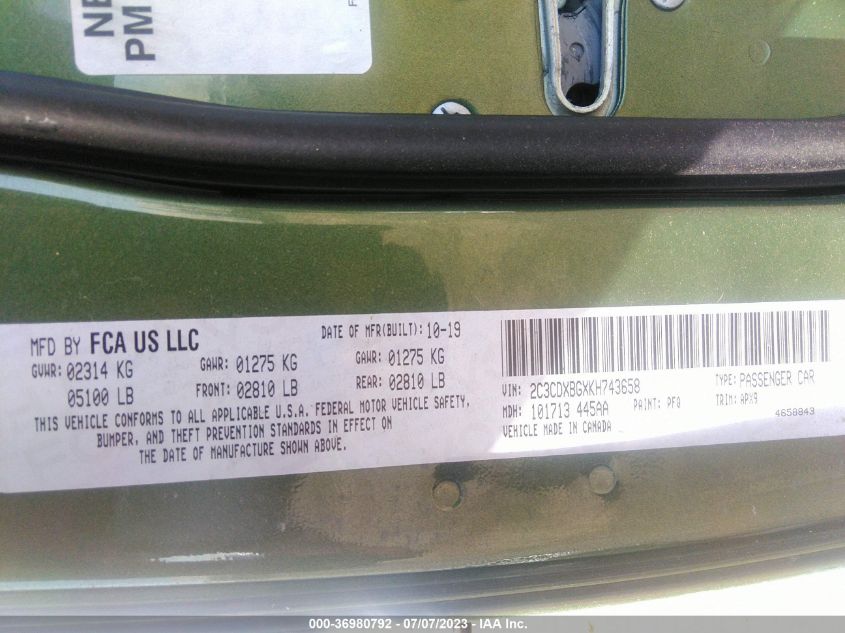 NE
PM
F
MFD BY FCA US LLC
DATE OF MFR(BUILT): 10-19
GVWR: 02314 KG
GAWR: 01275 KG
GAWR: 01275 KG
05100 LB
FRONT: 02810 LB
REAR: 02810 LB
THIS VEHICLE CONFORMS TO ALL APPLICABLE U.S.A. FEDERAL MOTOR VEHICLE SAFETY,
BUMPER, AND THEFT PREVENTION STANDARDS IN EFFECT ON
THE DATE OF MANUFACTURE SHOWN ABOVE.
VIN: 2C3CDXBGXKH743658
TYPE: PASSENGER CAR
MDH: 101713 445AA
PAINT: PFQ
TRIM: APX9
VEHICLE MADE IN CANADA
4658843
000-36980792 - 07/07/2023 - © IAA Inc.